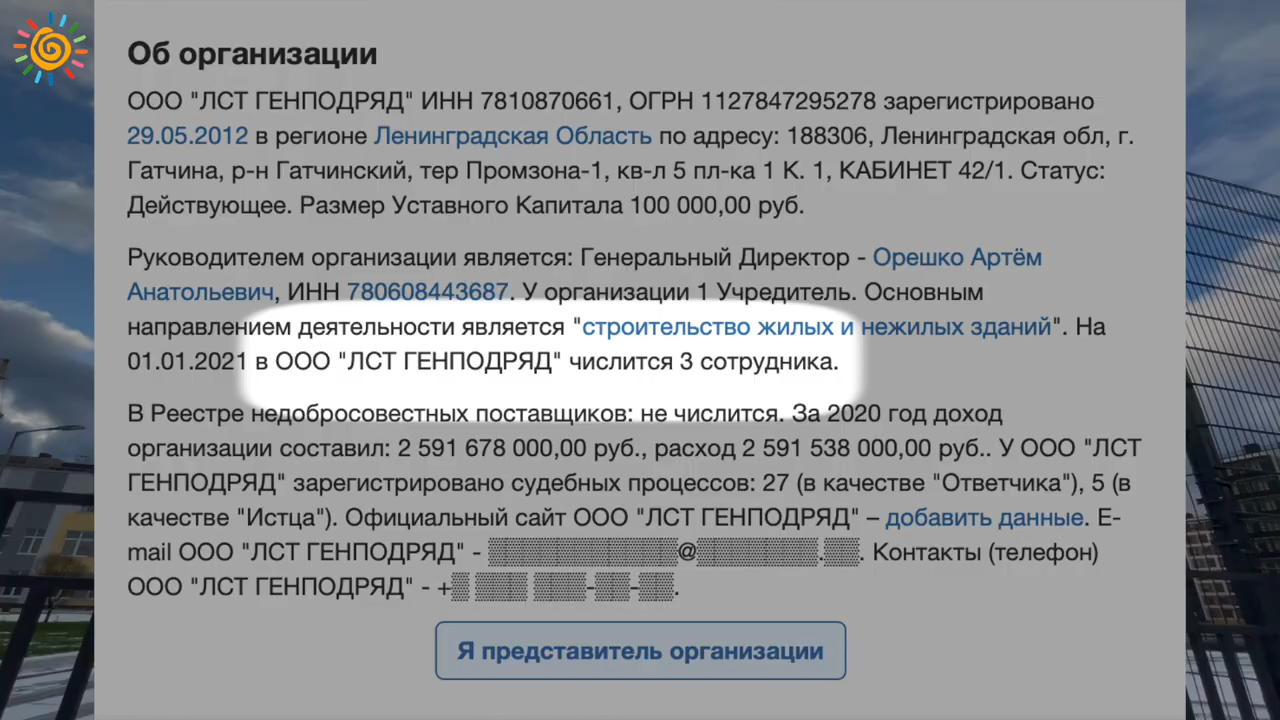 Об организации
ООО "ЛСТ ГЕНПОДРЯД" ИНН 7810870661, ОГРН 1127847295278 зарегистрировано
29.05.2012 в регионе Ленинградская Область по адресу: 188306, Ленинградская обл, г.
Гатчина, р-н Гатчинский, тер Промзона-1, кв-л 5 пл-ка 1 К. 1, КАБИНЕТ 42/1. Статус:
Действующее. Размер Уставного Капитала 100 000,00 руб.
Руководителем организации является: Генеральный Директор - Орешко Артём
Анатольевич, ИНН 780608443687. У организации 1 Учредитель. Основным
направлением деятельности является "строительство жилых и нежилых зданий". На
01.01.2021 в ООО "ЛСТ ГЕНПОДРЯД" числится 3 сотрудника.
В Реестре недобросовестных поставщиков: не числится. За 2020 год доход
организации составил: 2 591 678 000,00 руб., расход 2 591 538 000,00 руб.. У ООО "ЛСТ
ГЕНПОДРЯД" зарегистрировано судебных процессов: 27 (в качестве "Ответчика"), 5 (в
качестве "Истца"). Официальный сайт ООО "ЛСТ ГЕНПОДРЯД" – добавить данные. E-
mail ООО "ЛСТ ГЕНПОДРЯД" - ▒▒▒▒▒▒▒▒▒▒▒@▒▒▒▒▒▒▒.▒▒. Контакты (телефон)
ООО "ЛСТ ГЕНПОДРЯД" - +▒ ▒▒▒ ▒▒▒-▒▒-▒▒.
Я представитель организации